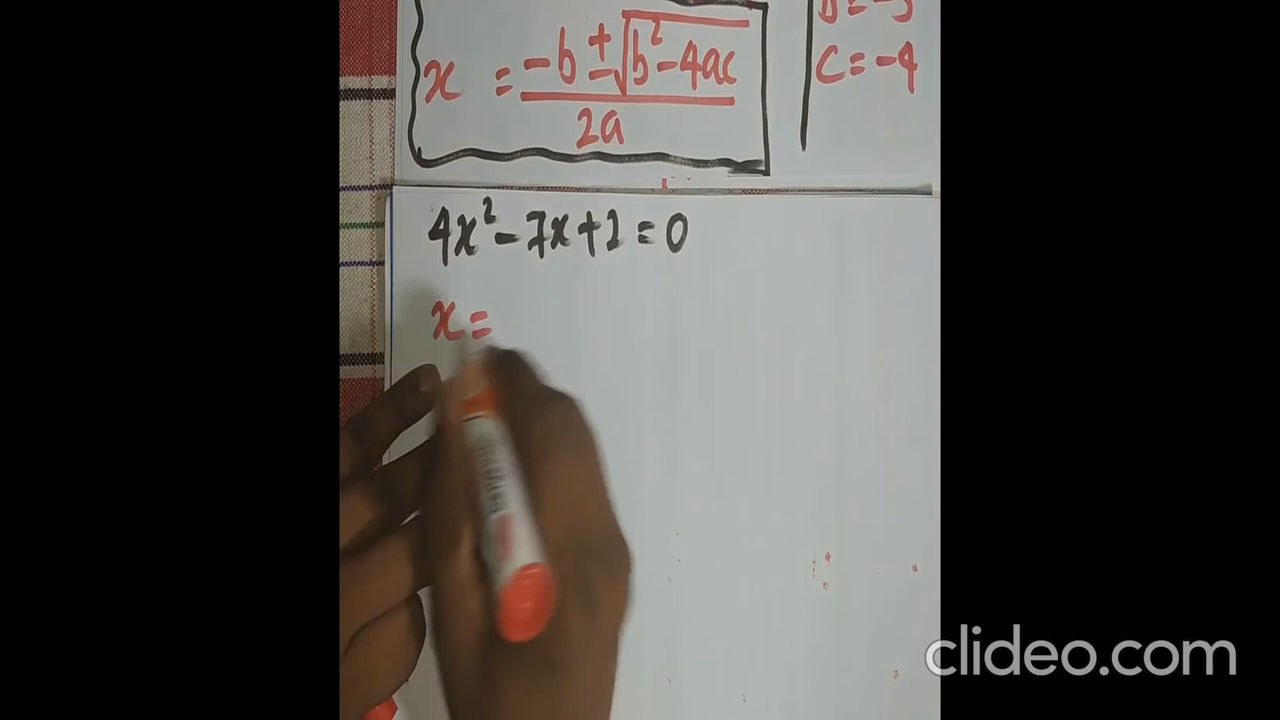 x = -b ± √b² - 4ac
2a
c = -4
4x² - 7x + 2 = 0
x =
clideo.com